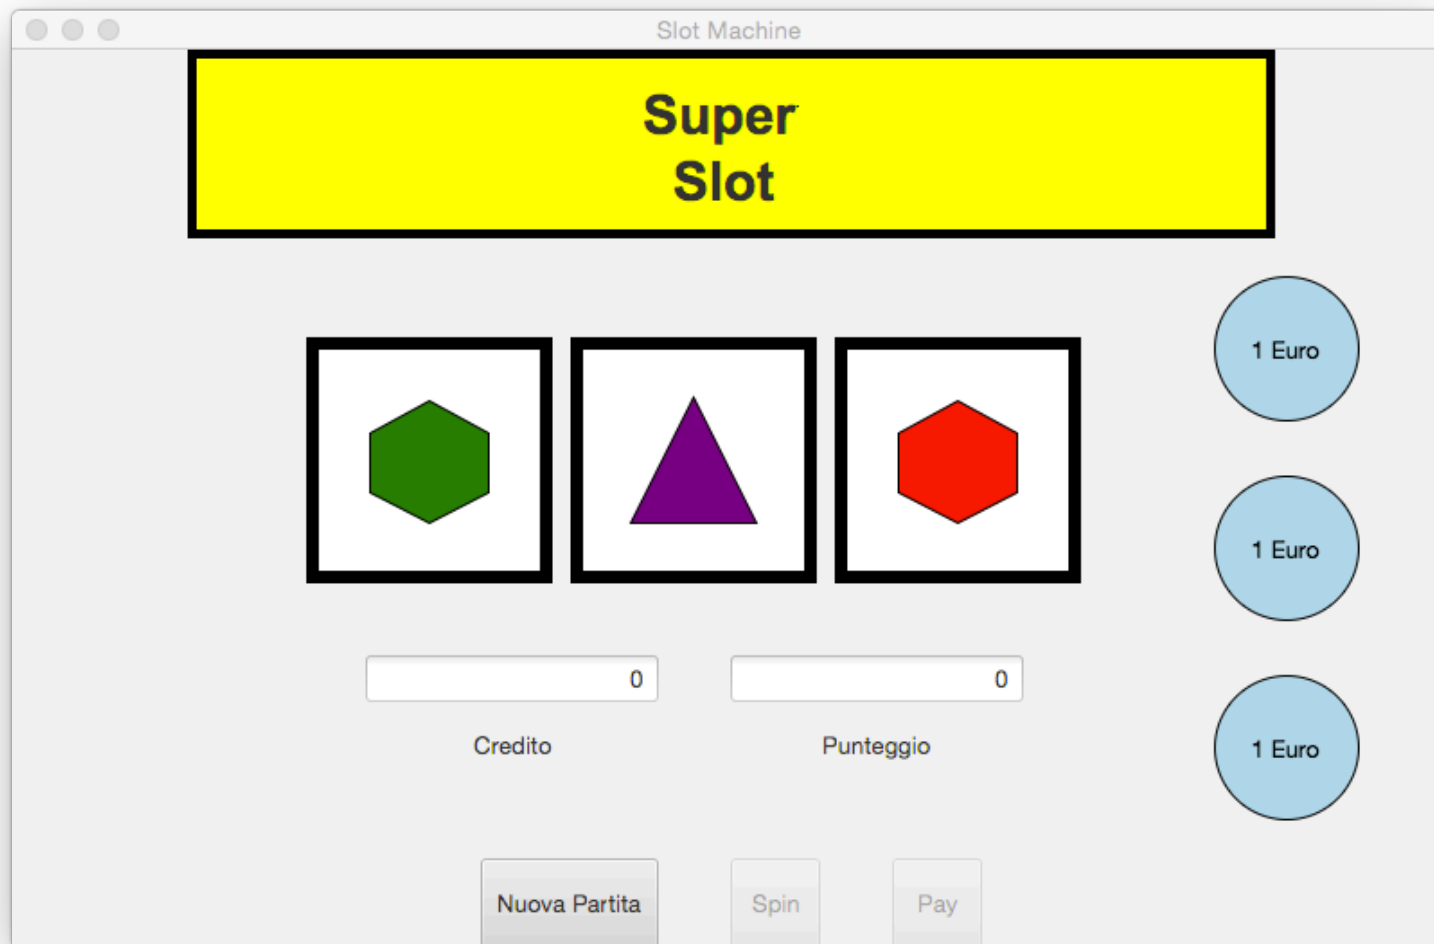 Slot Machine
Super
Slot
1 Euro
1 Euro
0 0
Credito Punteggio
1 Euro
Nuova Partita Spin Pay